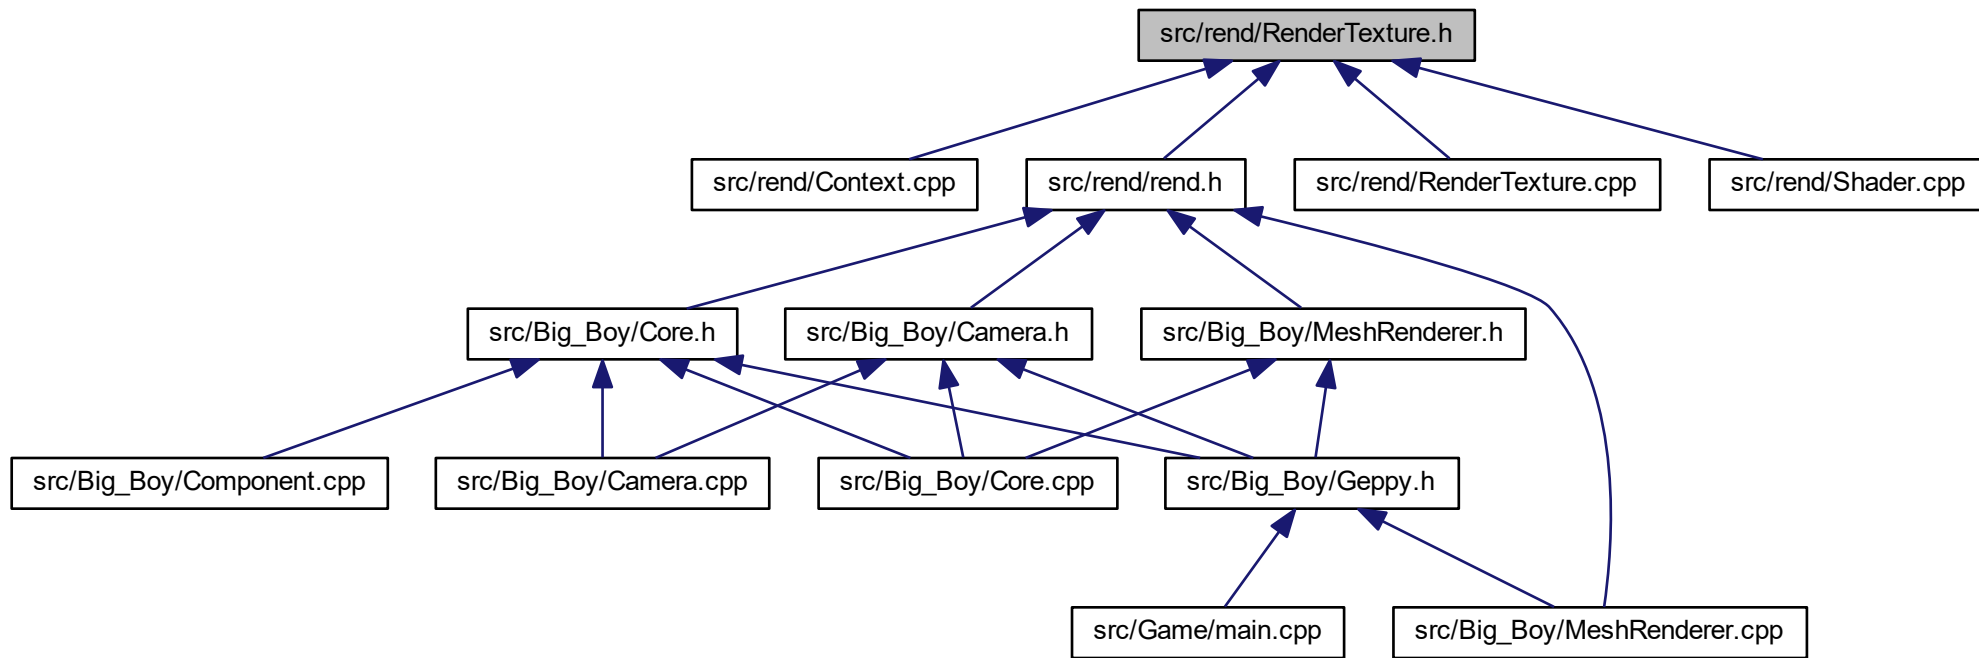 src/rend/RenderTexture.h
src/rend/Context.cpp
src/rend/rend.h
src/rend/RenderTexture.cpp
src/rend/Shader.cpp
src/Big_Boy/Core.h
src/Big_Boy/Camera.h
src/Big_Boy/MeshRenderer.h
src/Big_Boy/Component.cpp
src/Big_Boy/Camera.cpp
src/Big_Boy/Core.cpp
src/Big_Boy/Geppy.h
src/Game/main.cpp
src/Big_Boy/MeshRenderer.cpp